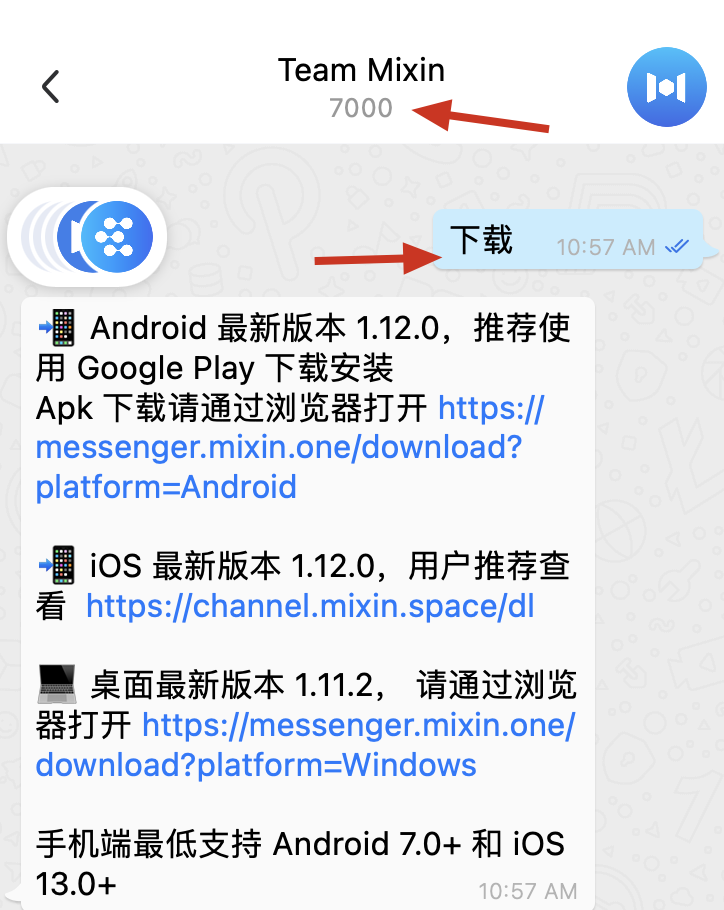 Team Mixin
7000
下载 10:57 AM
Android 最新版本 1.12.0，推荐使
用 Google Play 下载安装
Apk 下载请通过浏览器打开 https://
messenger.mixin.one/download?
platform=Android
iOS 最新版本 1.12.0，用户推荐查
看 https://channel.mixin.space/dl
桌面最新版本 1.11.2， 请通过浏览
器打开 https://messenger.mixin.one/
download?platform=Windows
手机端最低支持 Android 7.0+ 和 iOS
13.0+
10:57 AM